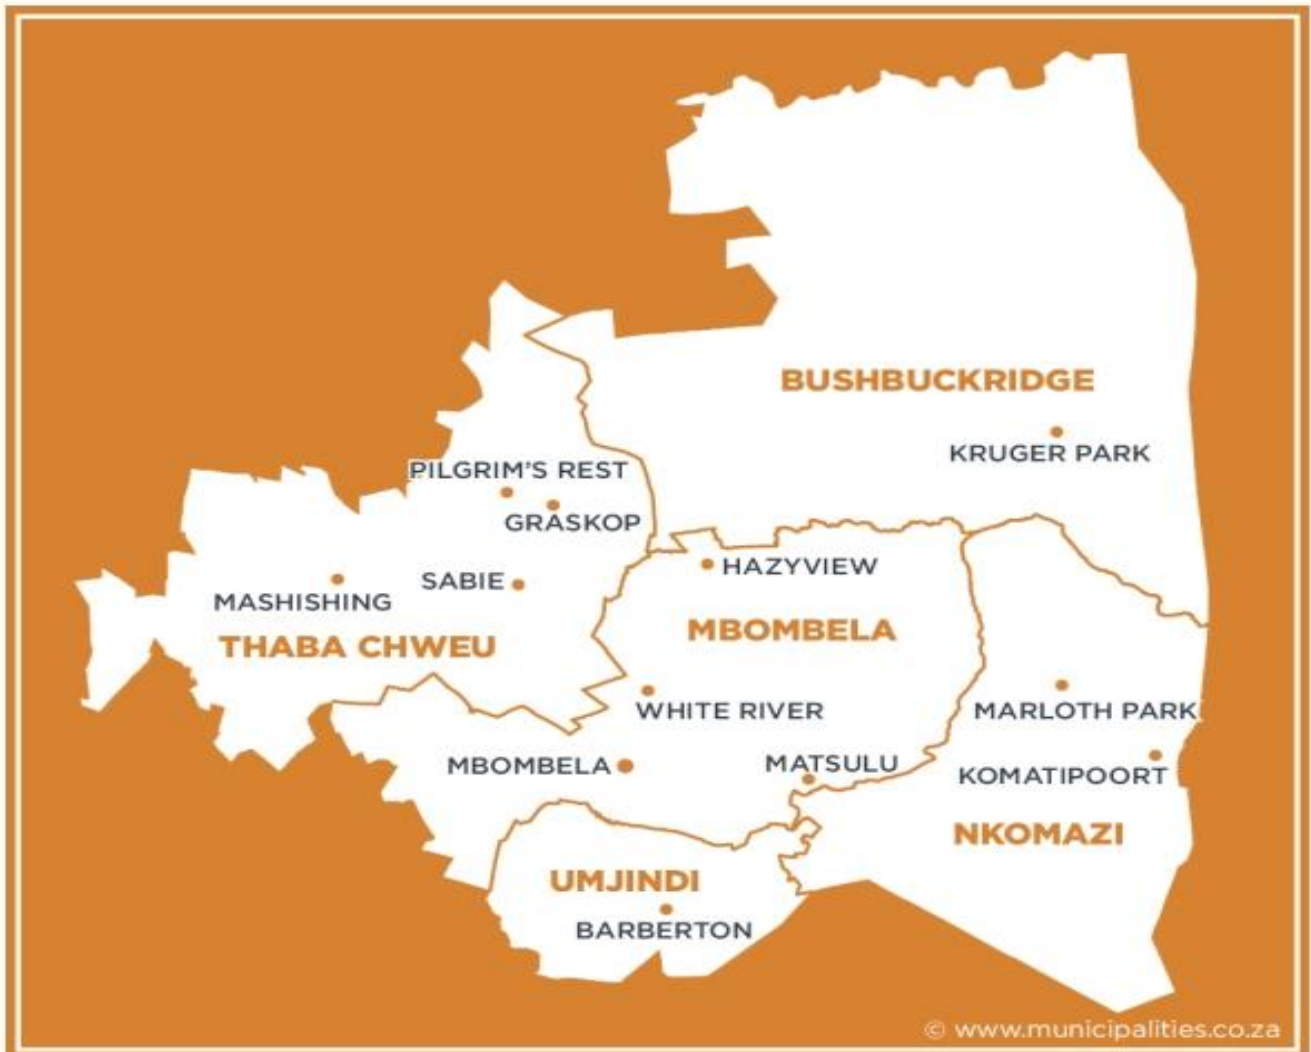 BUSHBUCKRIDGE
KRUGER PARK
PILGRIM'S REST
GRASKOP
HAZYVIEW
SABIE
MASHISHING
MBOMBELA
THABA CHWEU
WHITE RIVER
MARLOTH PARK
MBOMBELA
MATSULU
KOMATIPOORT
NKOMAZI
UMJINDI
BARBERTON
© www.municipalities.co.za